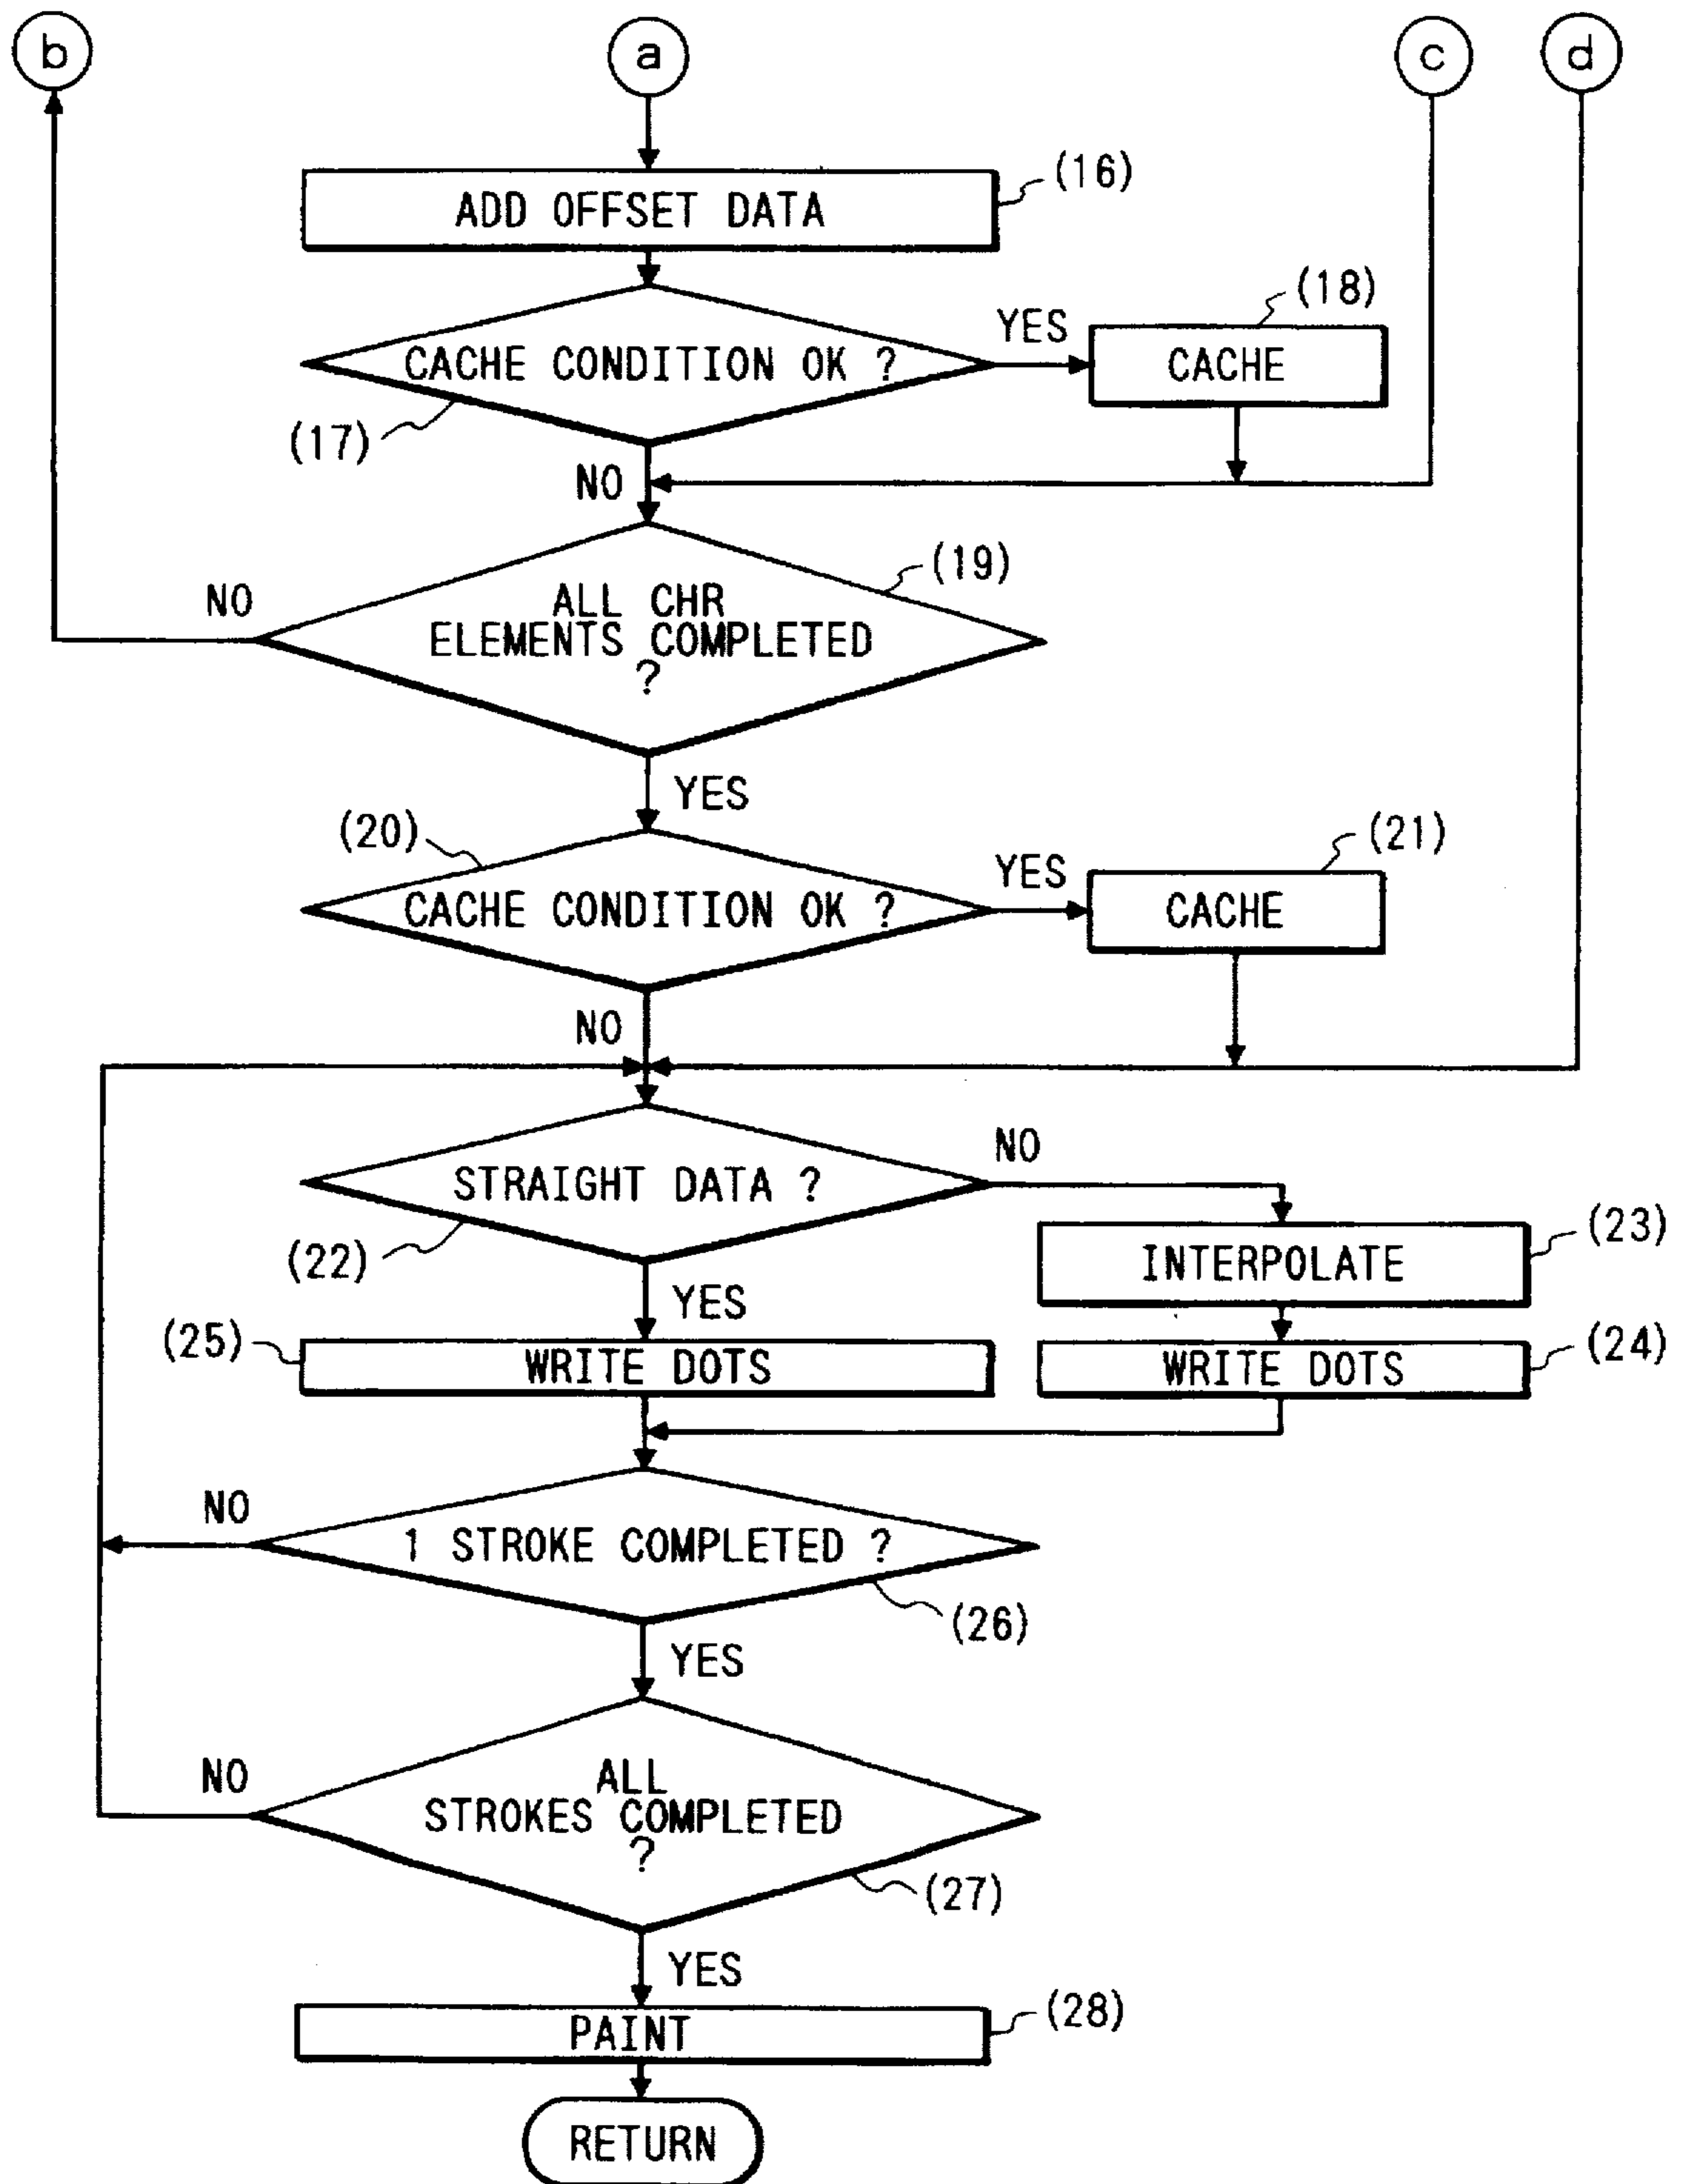 b
a
c
d
(16)
ADD OFFSET DATA
(18)
YES
CACHE CONDITION OK ?
CACHE
(17)
NO
(19)
NO
ALL CHR
ELEMENTS COMPLETED
?
YES
(20)
(21)
YES
CACHE CONDITION OK ?
CACHE
NO
NO
STRAIGHT DATA ?
(22)
(23)
INTERPOLATE
YES
(25)
WRITE DOTS
(24)
WRITE DOTS
NO
1 STROKE COMPLETED ?
(26)
YES
NO
ALL
STROKES COMPLETED
?
(27)
YES
(28)
PAINT
RETURN